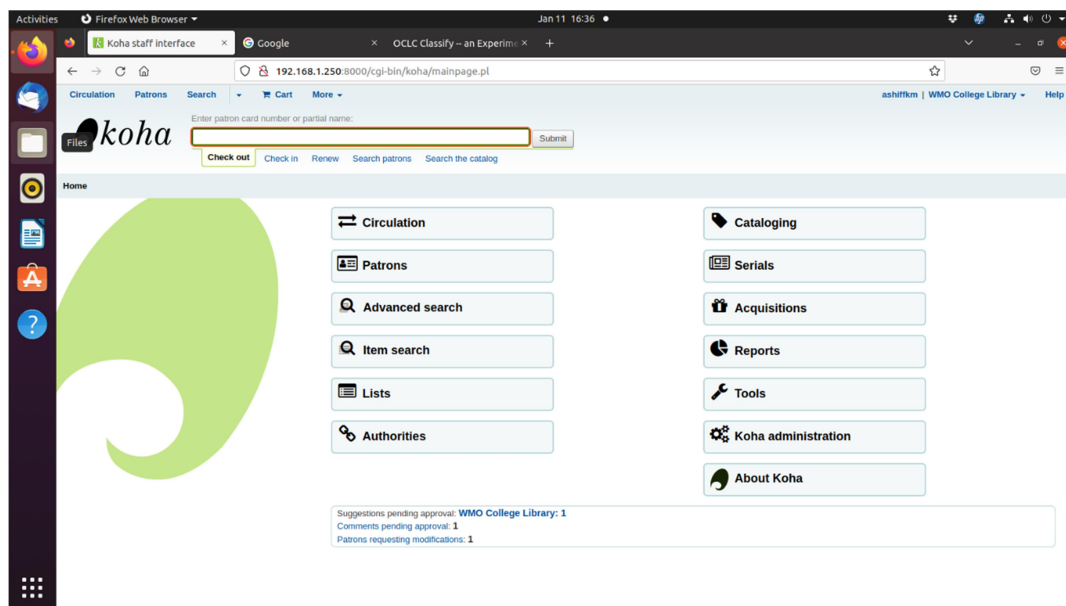 Activities Firefox Web Browser Jan 11 16:36
Koha staff interface × Google × OCLC Classify -- an Experime × +
192.168.1.250:8000/cgi-bin/koha/mainpage.pl
Circulation Patrons Search Cart More ashiffkm | WMO College Library Help
Enter patron card number or partial name:
koha Submit
Files
Check out Check in Renew Search patrons Search the catalog
Home
Circulation Cataloging
Patrons Serials
Advanced search Acquisitions
Item search Reports
Lists Tools
Authorities Koha administration
About Koha
Suggestions pending approval: WMO College Library: 1
Comments pending approval: 1
Patrons requesting modifications: 1